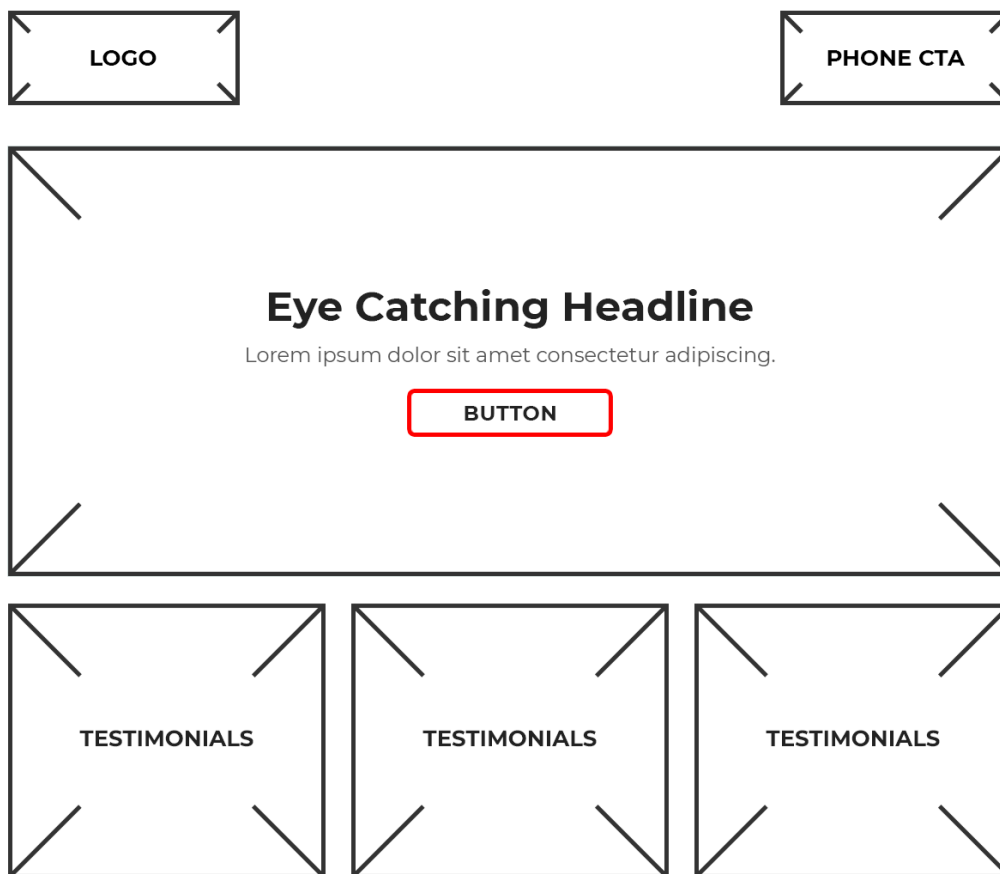 LOGO
PHONE CTA
Eye Catching Headline
Lorem ipsum dolor sit amet consectetur adipiscing.
BUTTON
TESTIMONIALS
TESTIMONIALS
TESTIMONIALS